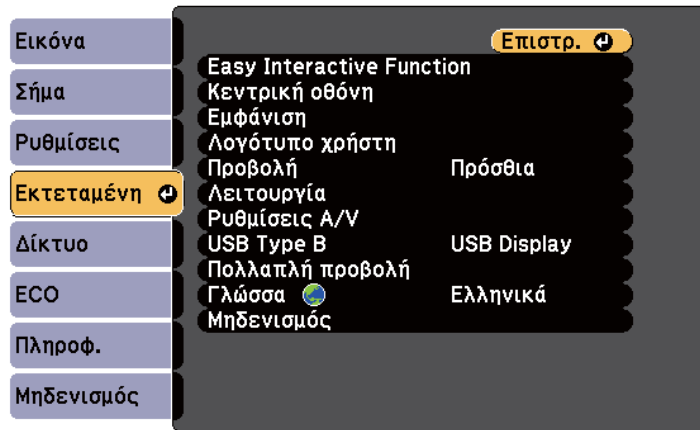 Εικόνα
Σήμα
Ρυθμίσεις
Εκτεταμένη
Δίκτυο
ECO
Πληροφ.
Μηδενισμός
Επιστρ.
Easy Interactive Function
Κεντρική οθόνη
Εμφάνιση
Λογότυπο χρήστη
Προβολή Πρόσθια
Λειτουργία
Ρυθμίσεις A/V
USB Type B USB Display
Πολλαπλή προβολή
Γλώσσα Ελληνικά
Μηδενισμός